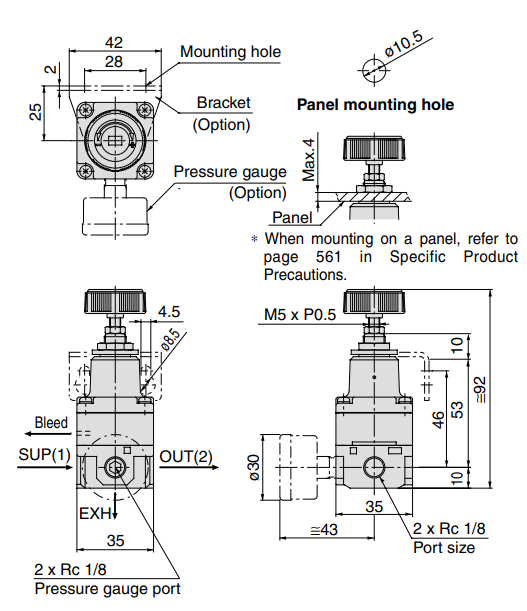 42
Mounting hole
28
2
25
Bracket
(Option)
Pressure gauge
(Option)
ø10.5
Panel mounting hole
Max.4
Panel
* When mounting on a panel, refer to
page 561 in Specific Product
Precautions.
4.5
ø8.5
Bleed
SUP(1)
OUT(2)
EXH
35
2 x Rc 1/8
Pressure gauge port
M5 x P0.5
10
46
53
≅92
10
ø30
35
≅43
2 x Rc 1/8
Port size